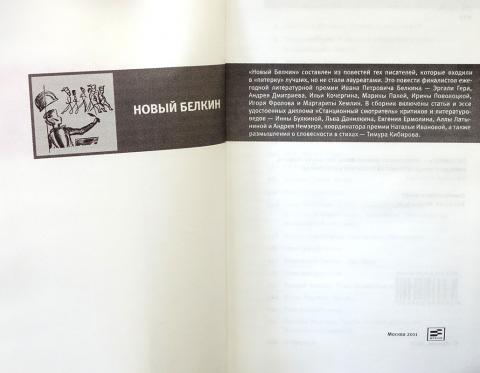 НОВЫЙ БЕЛКИН
«Новый Белкин» составлен из повестей тех писателей, которые входили
в «пятерку» лучших, но не стали лауреатами. Это повести финалистов еже-
годной литературной премии Ивана Петровича Белкина — Эргали Гера,
Андрея Дмитриева, Ильи Кочергина, Марины Палей, Ирины Поволоцкой,
Игоря Фролова и Маргариты Хемлин. В сборник включены статьи и эссе
удостоенных диплома «Станционный смотритель» критиков и литературо-
ведов — Инны Булкиной, Льва Данилкина, Евгения Ермолина, Аллы Латы-
ниной и Андрея Немзера, координатора премии Натальи Ивановой, а также
размышления о словесности в стихах — Тимура Кибирова.
Москва 2011